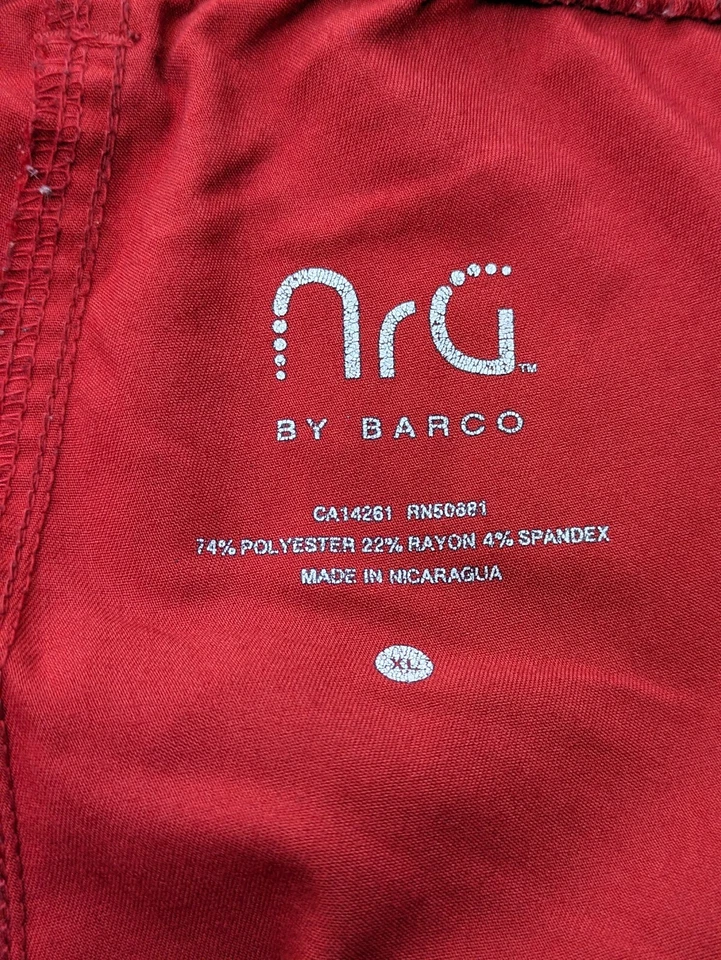 nrG™
BY BARCO
CA14261 RN50881
74% POLYESTER 22% RAYON 4% SPANDEX
MADE IN NICARAGUA
XL